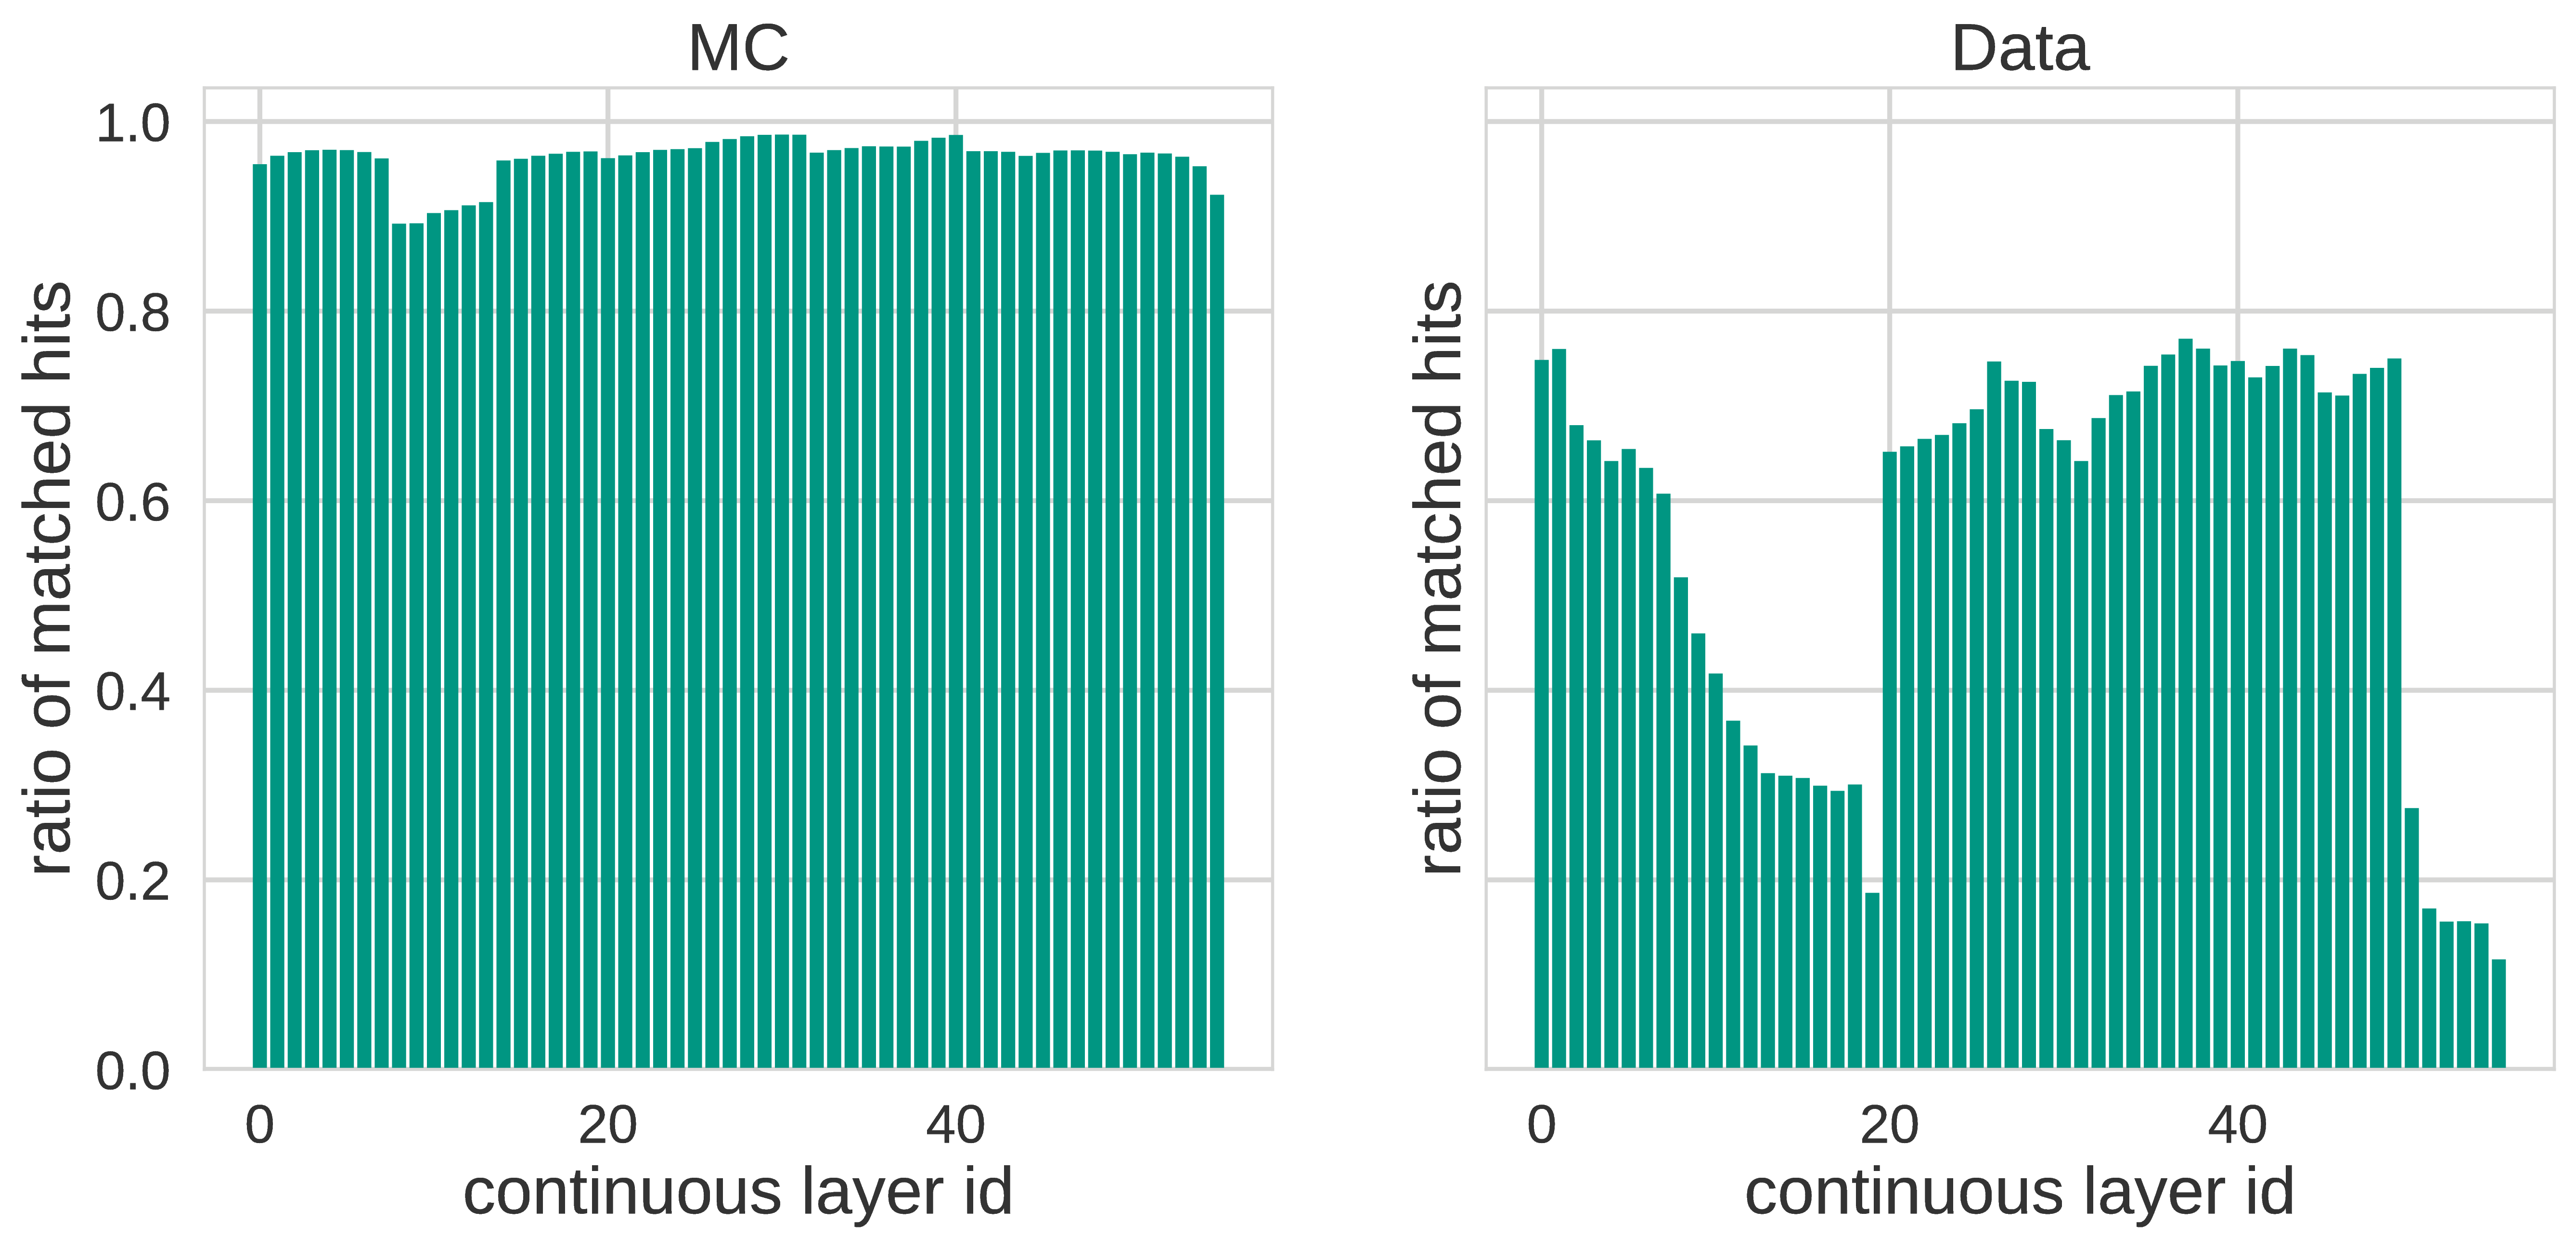 MC
Data
ratio of matched hits
1.0
0.8
0.6
0.4
0.2
0.0
0 20 40
continuous layer id
ratio of matched hits
0 20 40
continuous layer id